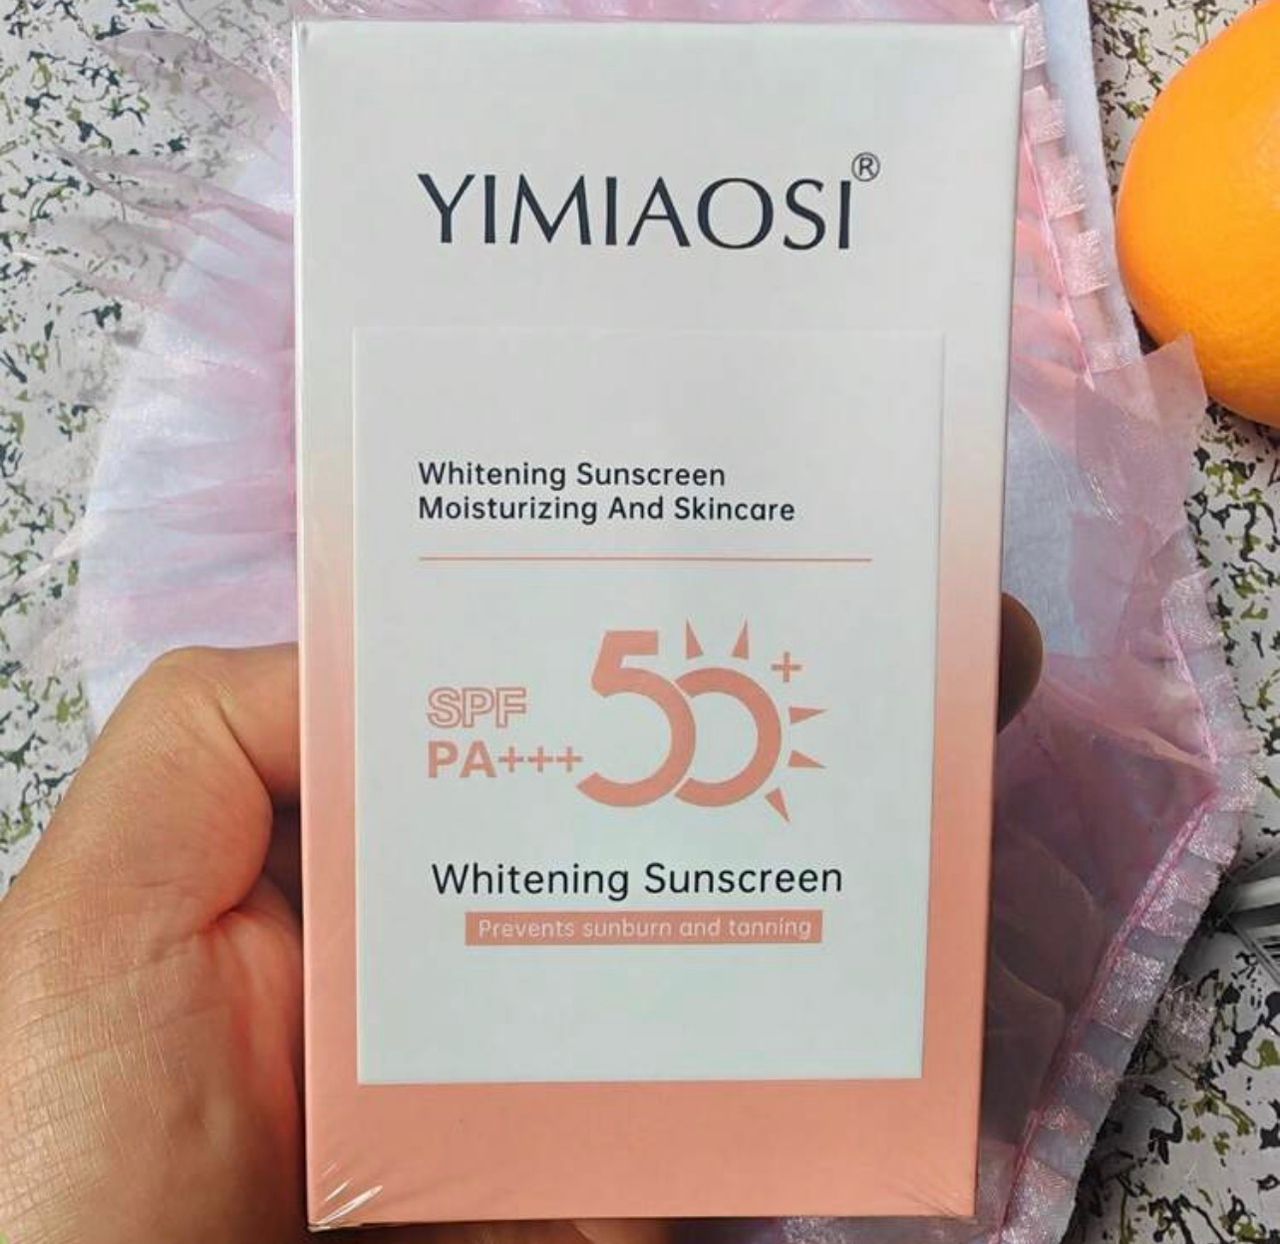 YIMIAOSI®
Whitening Sunscreen
Moisturizing And Skincare
SPF
PA+++
50+
Whitening Sunscreen
Prevents sunburn and tanning